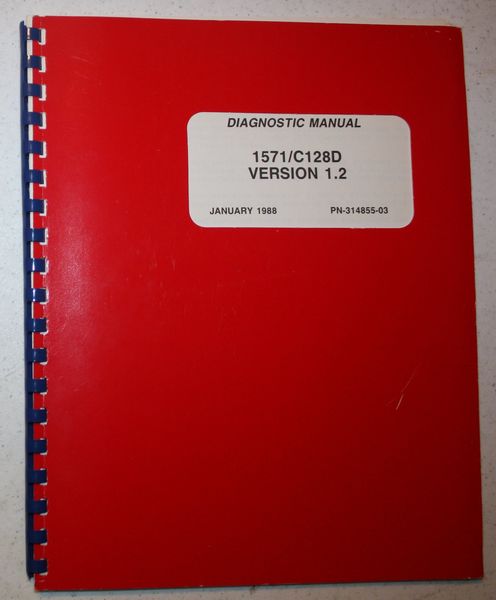 DIAGNOSTIC MANUAL
1571/C128D
VERSION 1.2
JANUARY 1988 PN-314855-03